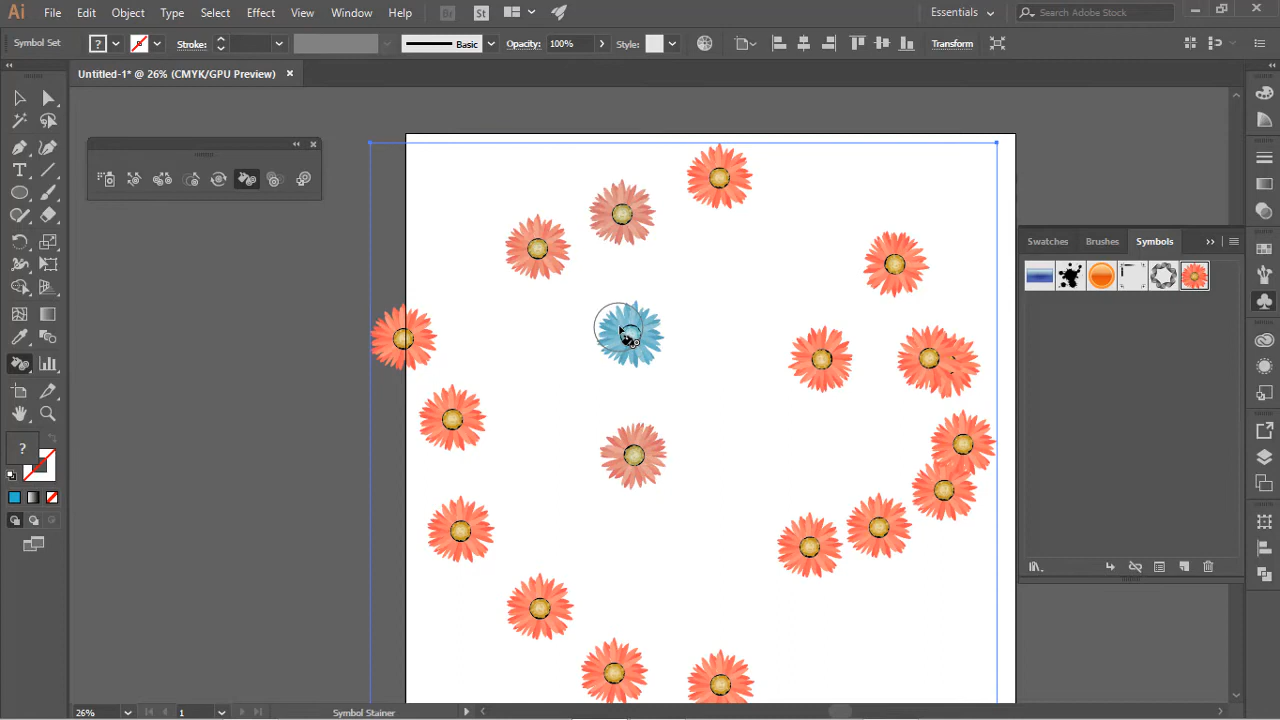 Ai File Edit Object Type Select Effect View Window Help Br St Essentials Search Adobe Stock
Symbol Set ? Stroke: Basic Opacity: 100% Style: Transform
Untitled-1* @ 26% (CMYK/GPU Preview)
Swatches Brushes Symbols
?
26% 1 Symbol Stainer